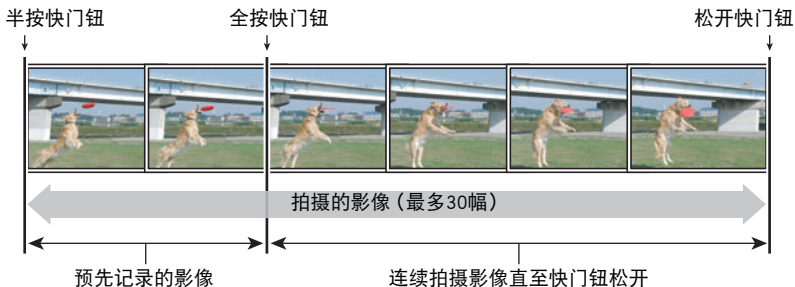 半按快门钮
全按快门钮
松开快门钮
拍摄的影像（最多30幅）
预先记录的影像
连续拍摄影像直至快门钮松开